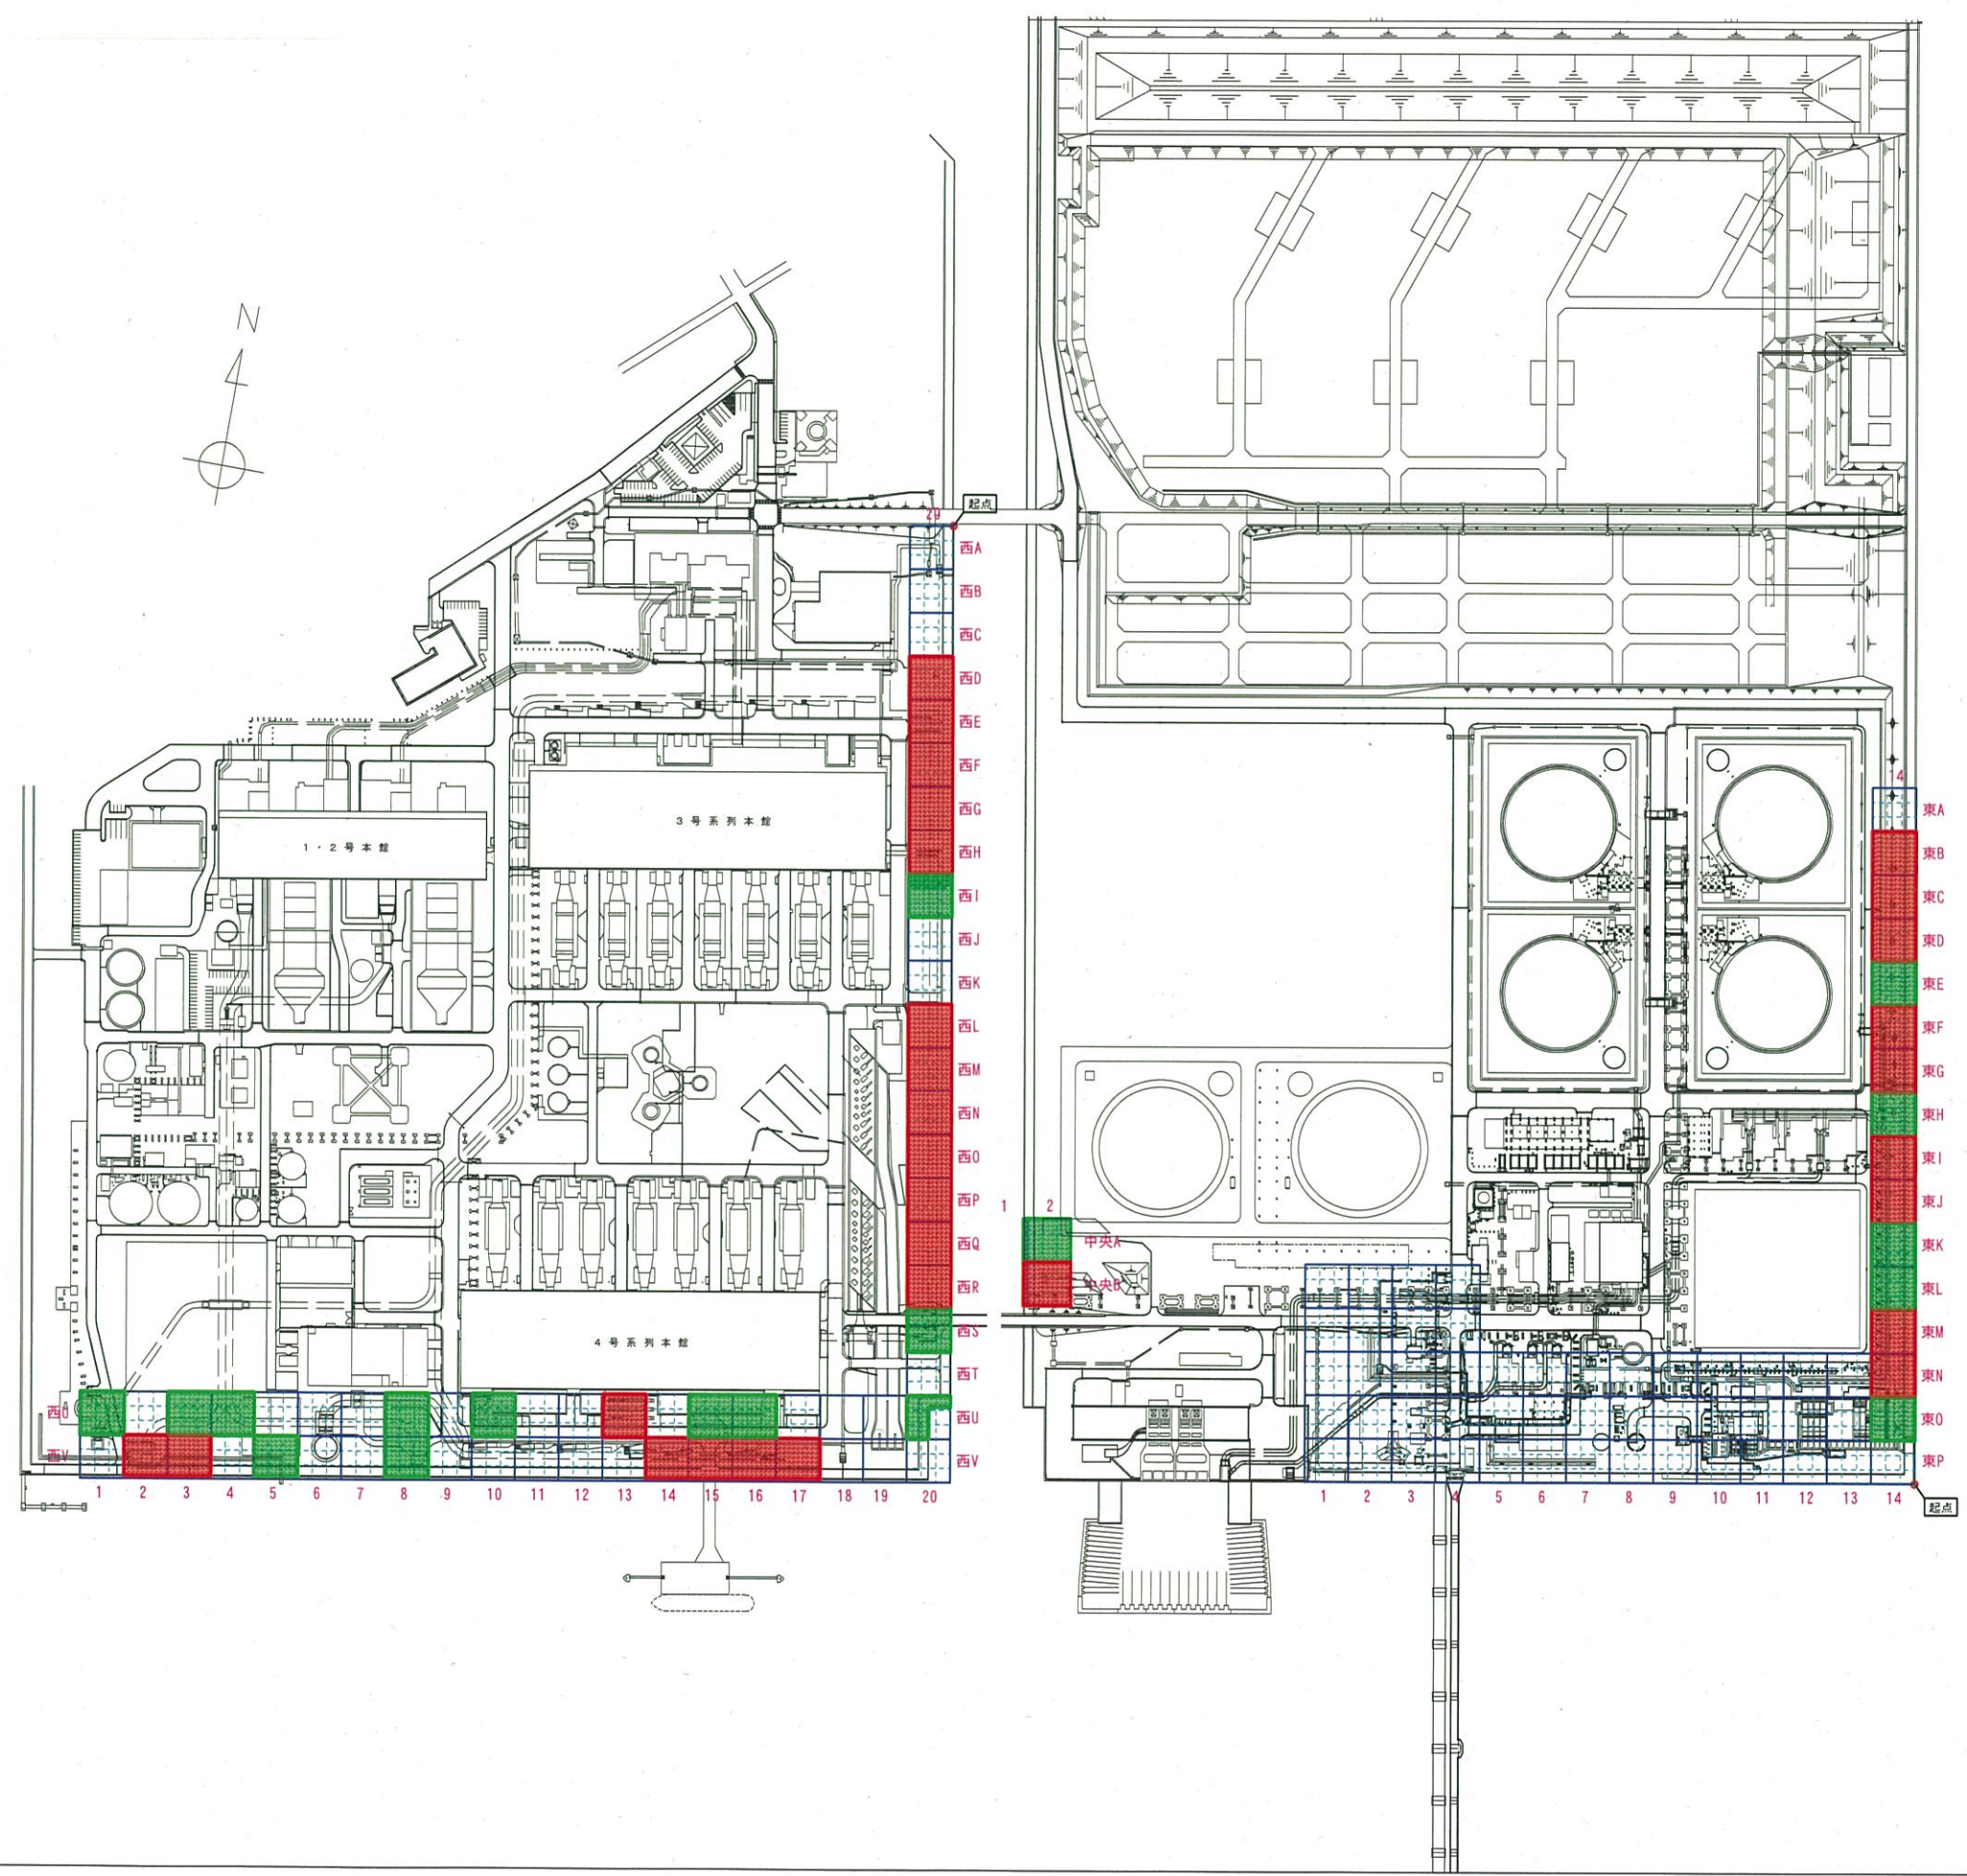 N
起点
20
西A
西B
西C
西D
西E
西F
西G
西H
西I
西J
西K
西L
西M
西N
西O
西P
西Q
西R
西S
西T
西U
西V
3号系列本館
1・2号本館
4号系列本館
西U
西V
1 2 3 4 5 6 7 8 9 10 11 12 13 14 15 16 17 18 19 20
1 2
中央A
中央B
14
東A
東B
東C
東D
東E
東F
東G
東H
東I
東J
東K
東L
東M
東N
東O
東P
1 2 3 4 5 6 7 8 9 10 11 12 13 14
起点